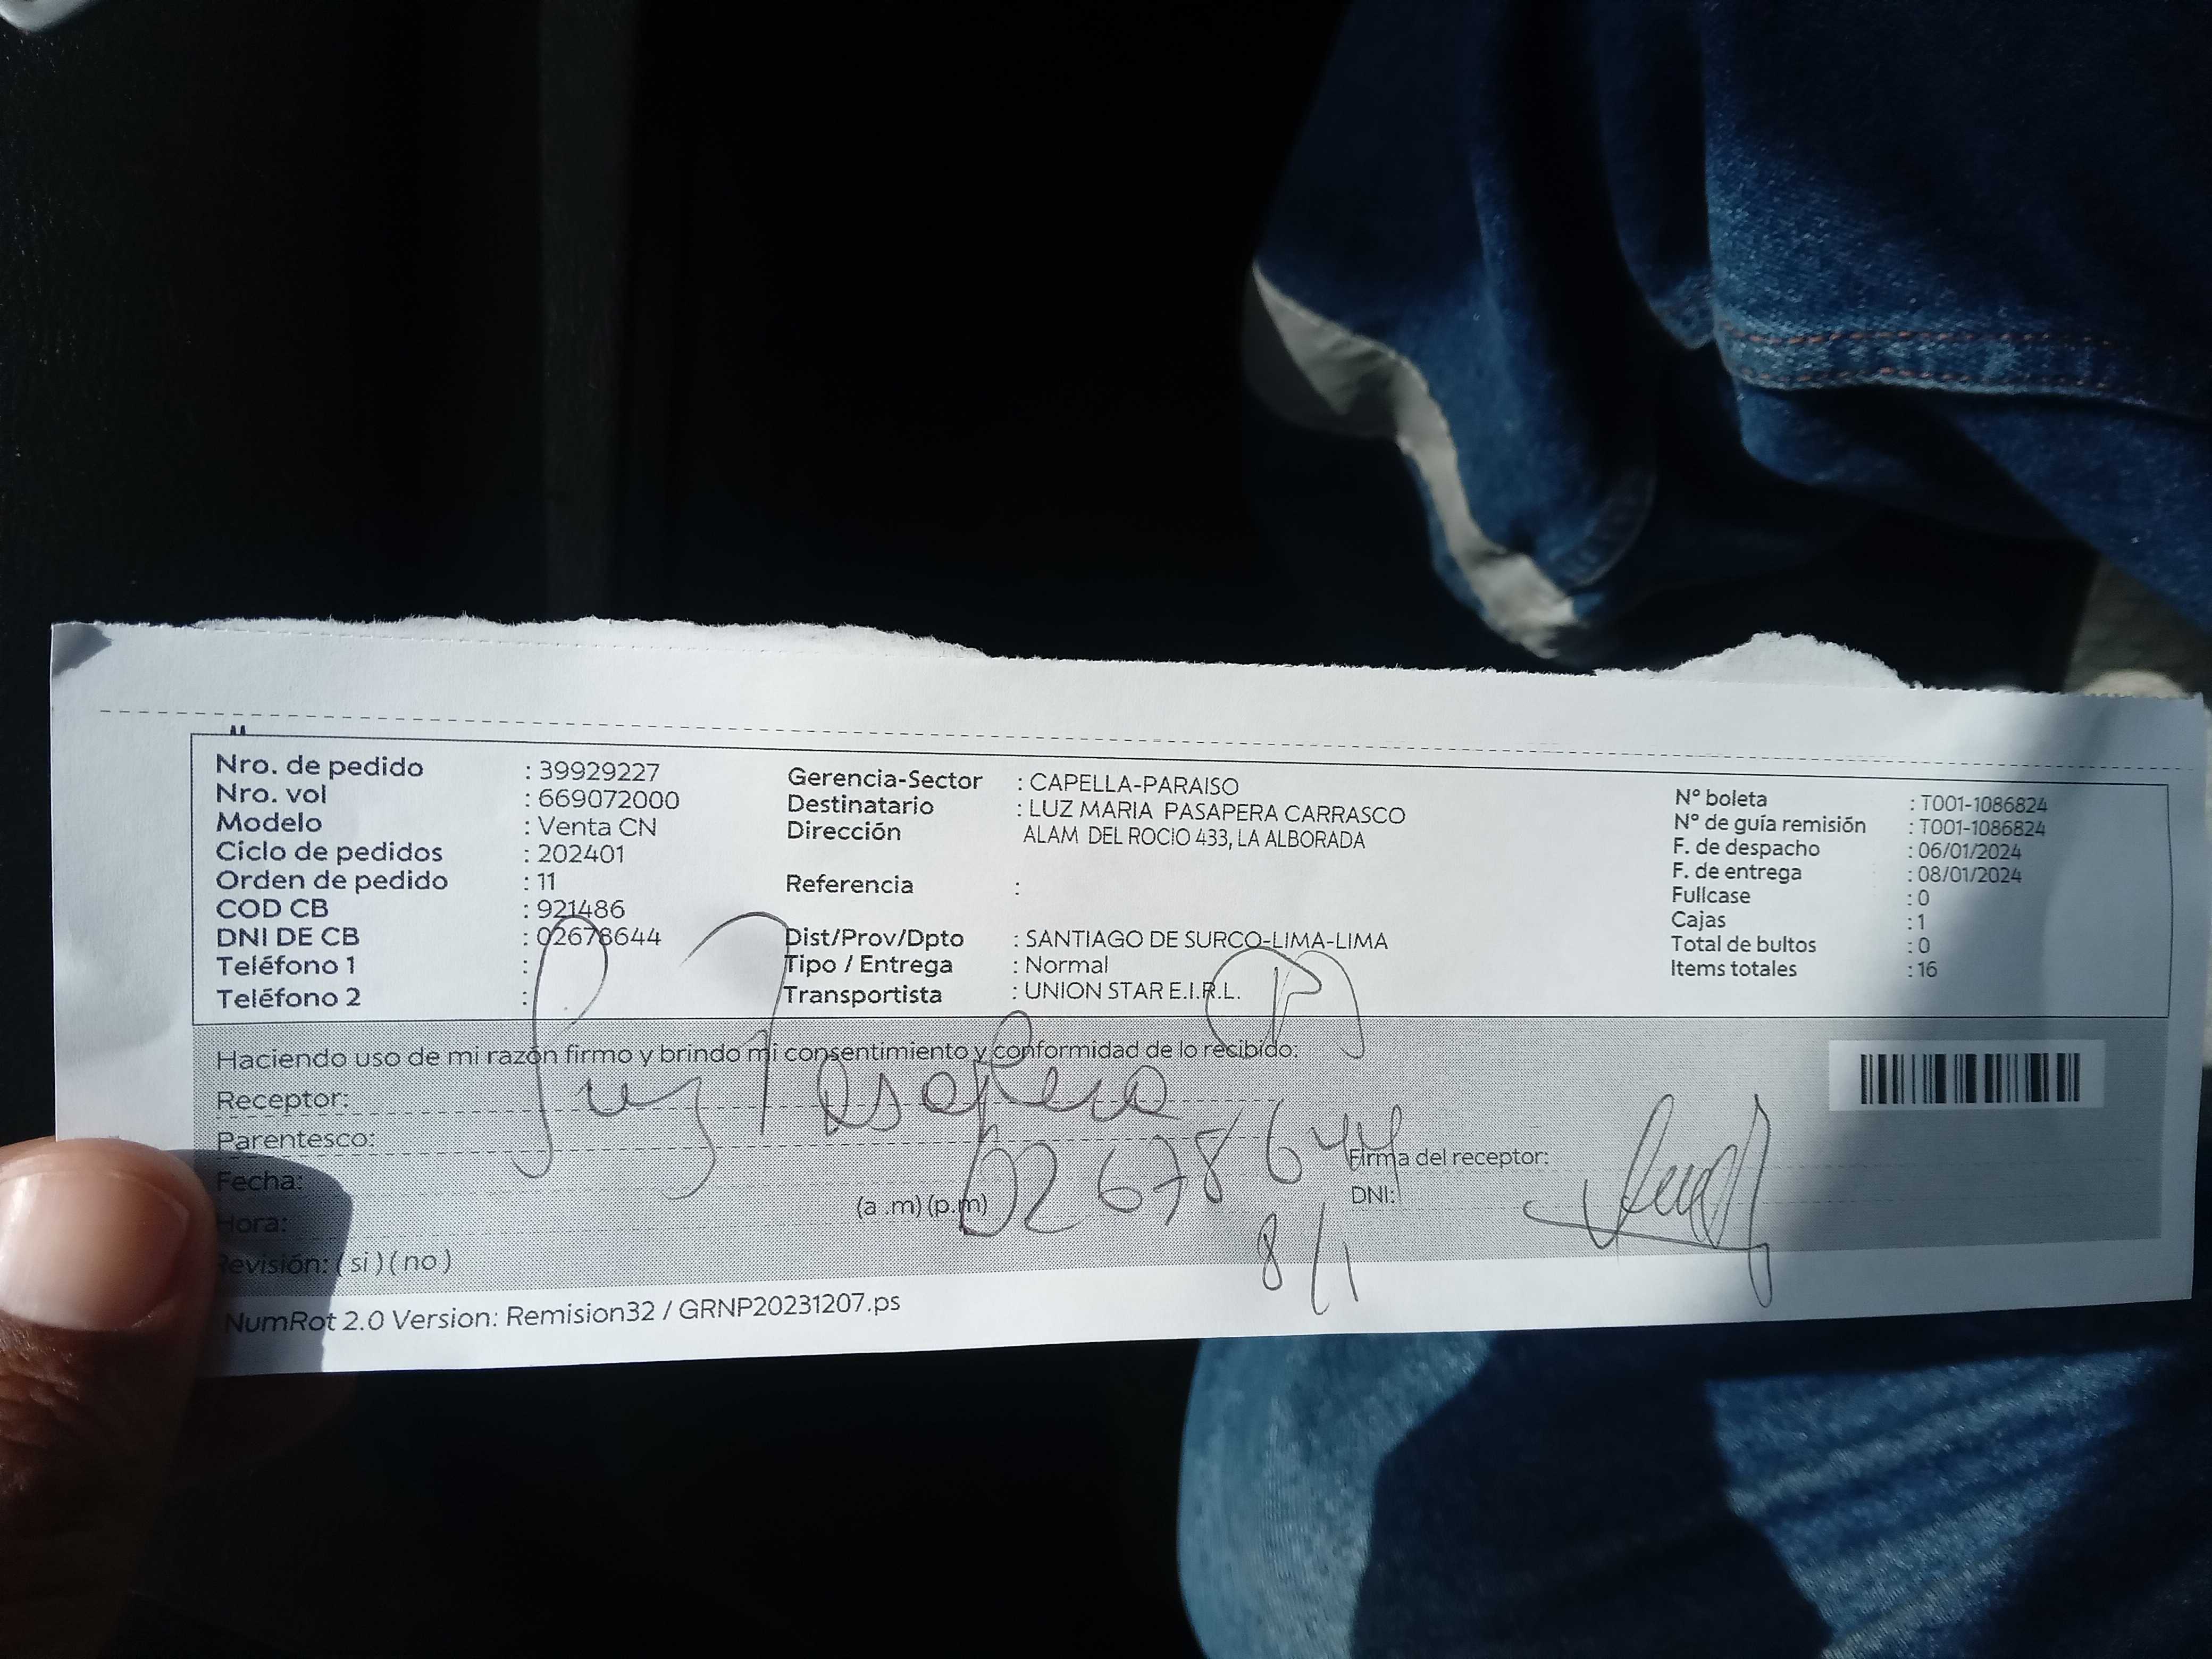 Nro. de pedido : 39929227
Nro. vol : 669072000
Modelo : Venta CN
Ciclo de pedidos : 202401
Orden de pedido : 11
COD CB : 921486
DNI DE CB : 02678644
Teléfono 1 :
Teléfono 2 :
Gerencia-Sector : CAPELLA-PARAISO
Destinatario : LUZ MARIA PASAPERA CARRASCO
Dirección ALAM DEL ROCIO 433, LA ALBORADA
Referencia :
Dist/Prov/Dpto : SANTIAGO DE SURCO-LIMA-LIMA
Tipo / Entrega : Normal
Transportista : UNION STAR E.I.R.L.
Nº boleta : T001-1086824
Nº de guía remisión : T001-1086824
F. de despacho : 06/01/2024
F. de entrega : 08/01/2024
Fullcase : 0
Cajas : 1
Total de bultos : 0
Items totales : 16
Haciendo uso de mi razón firmo y brindo mi consentimiento y conformidad de lo recibido:
Receptor: Luz Pasapera
Parentesco:
02678644
Fecha:
Hora: (a .m) (p.m)
Revisión: ( si ) ( no )
Firma del receptor:
DNI:
8/1
NumRot 2.0 Version: Remision32 / GRNP20231207.ps